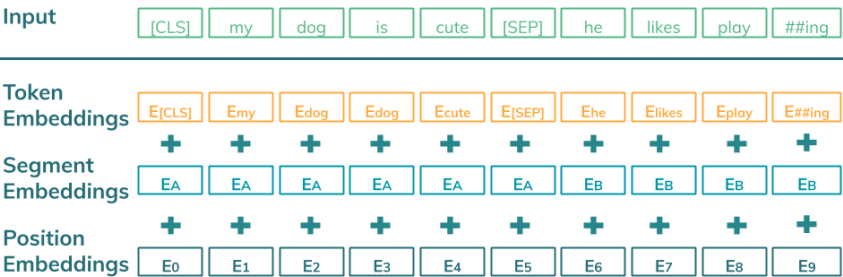 Input [CLS] my dog is cute [SEP] he likes play ##ing
Token
Embeddings E[CLS] Emy Edog Edog Ecute E[SEP] Ehe Elikes Eplay E##ing
+ + + + + + + + + +
Segment
Embeddings EA EA EA EA EA EA EB EB EB EB
+ + + + + + + + + +
Position
Embeddings E0 E1 E2 E3 E4 E5 E6 E7 E8 E9